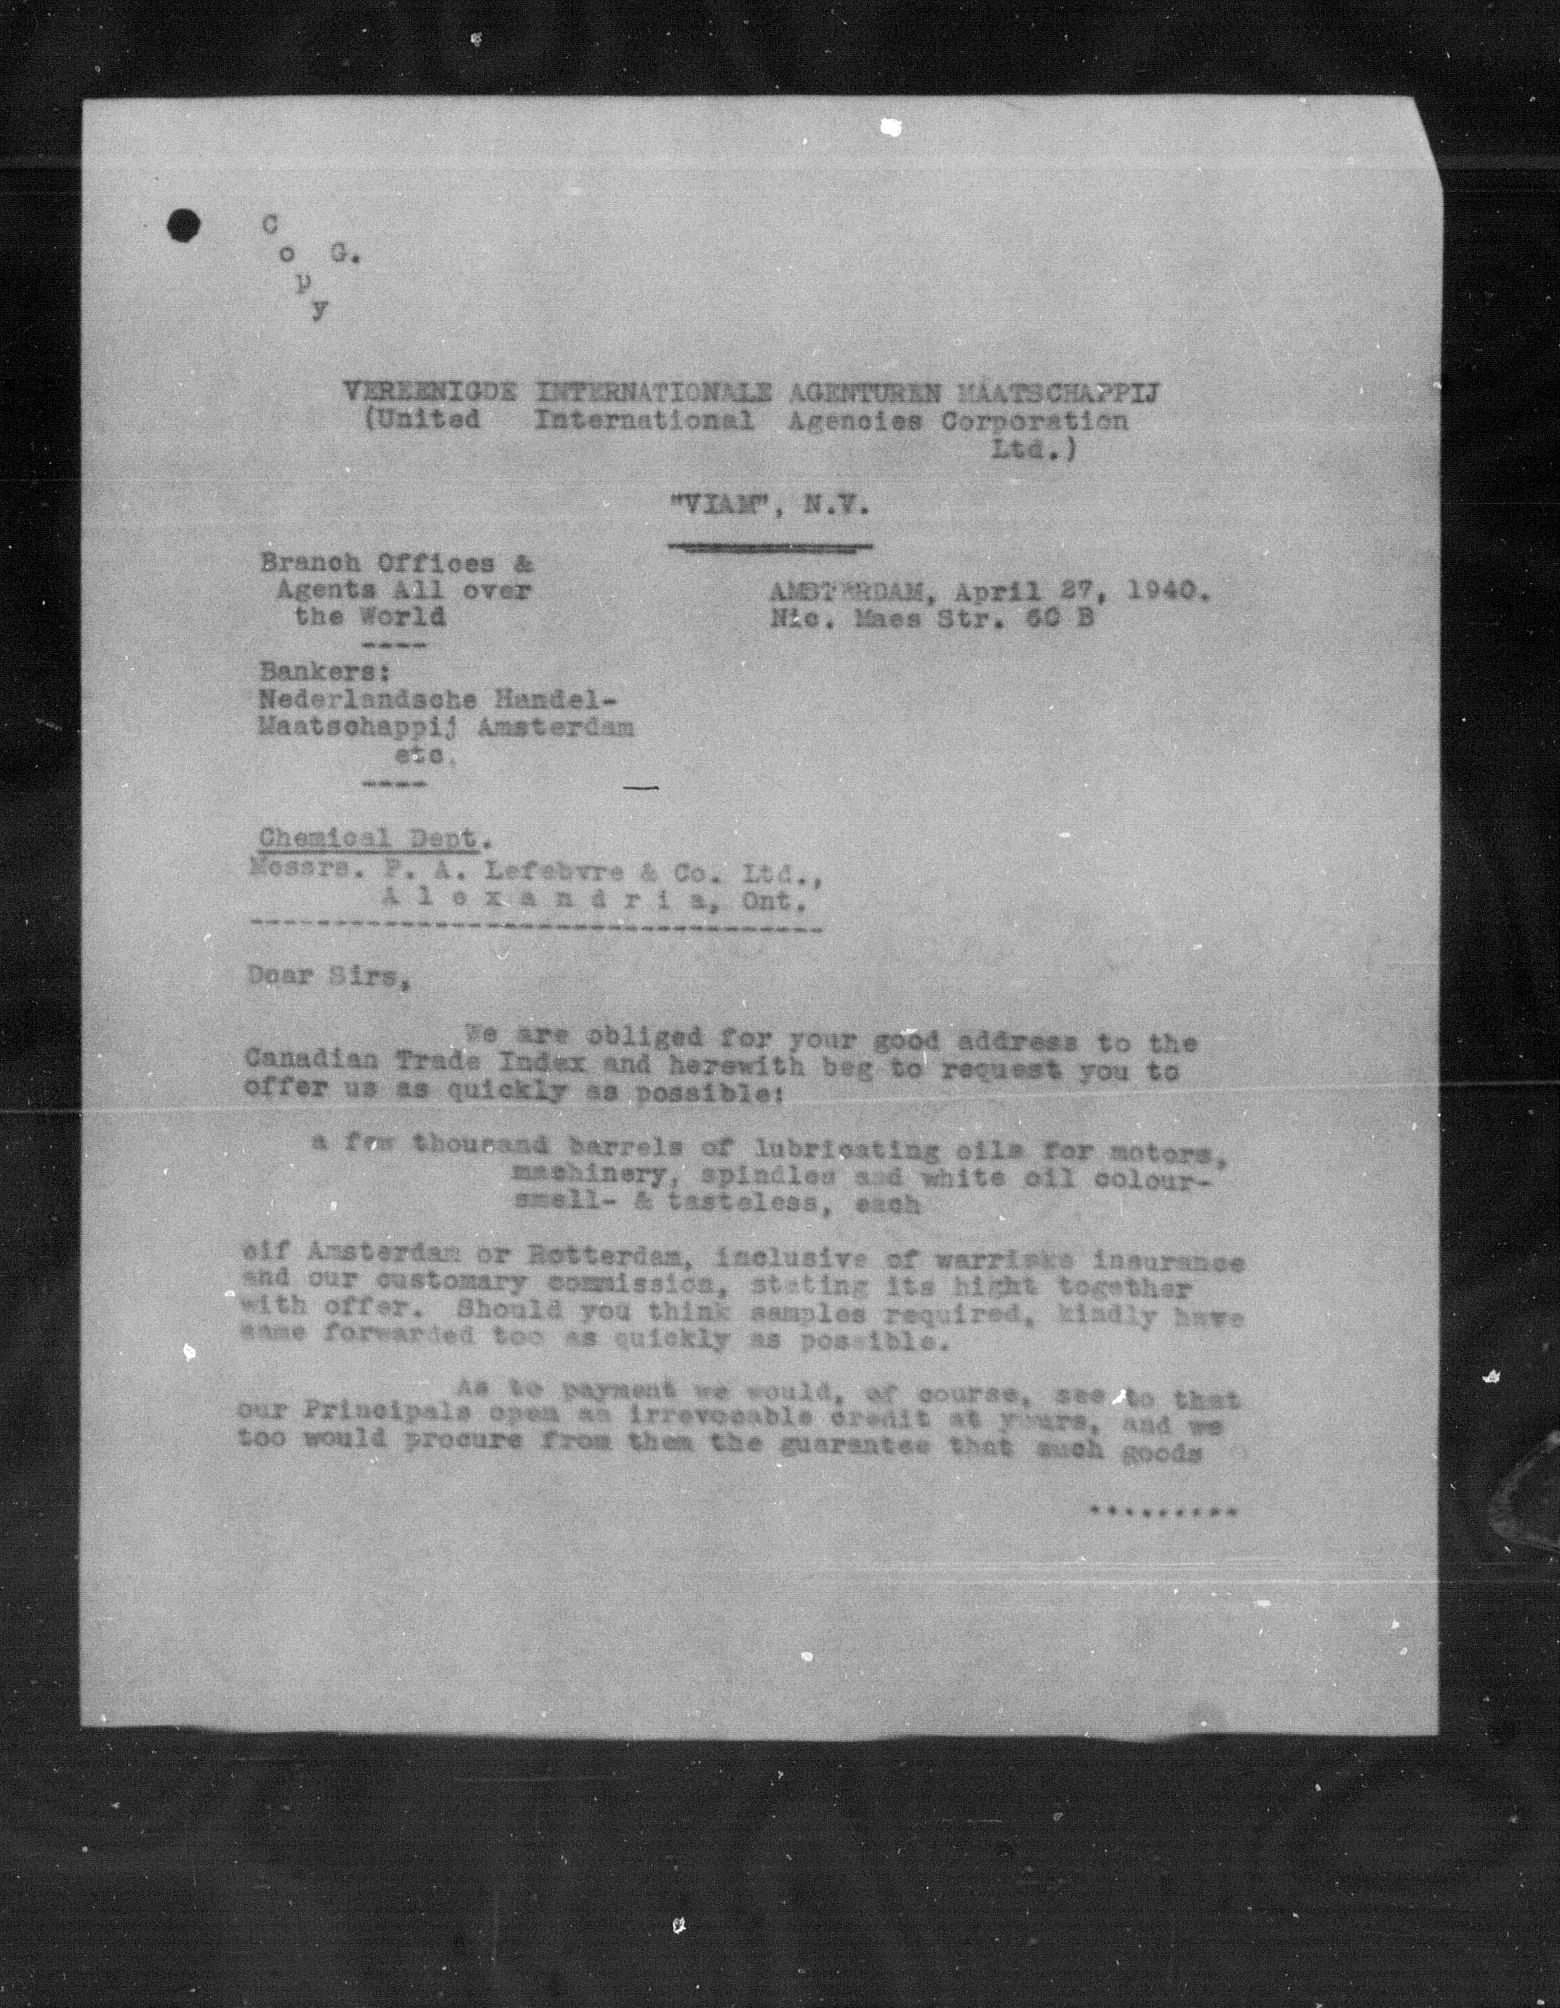 C
o G.
p
y
VEREENIGDE INTERNATIONALE AGENTUREN MAATSCHAPPIJ
(United International Agencies Corporation
Ltd.)
"VIAM", N.V.
Branch Offices &
Agents All over
the World
AMSTERDAM, April 27, 1940.
Nic. Maes Str. 60 B
----
Bankers:
Nederlandsche Handel-
Maatschappij Amsterdam
etc.
----
Chemical Dept.
Messrs. P. A. Lefebvre & Co. Ltd.,
A l e x a n d r i a, Ont.
----------------------------------
Dear Sirs,
We are obliged for your good address to the
Canadian Trade Index and herewith beg to request you to
offer us as quickly as possible:
a few thousand barrels of lubricating oils for motors,
machinery, spindles and white oil colour-
smell- & tasteless, each
cif Amsterdam or Rotterdam, inclusive of warrisks insurance
and our customary commission, stating its hight together
with offer. Should you think samples required, kindly have
same forwarded too as quickly as possible.
As to payment we would, of course, see to that
our Principals open an irrevocable credit at yours, and we
too would procure from them the guarantee that such goods
.........